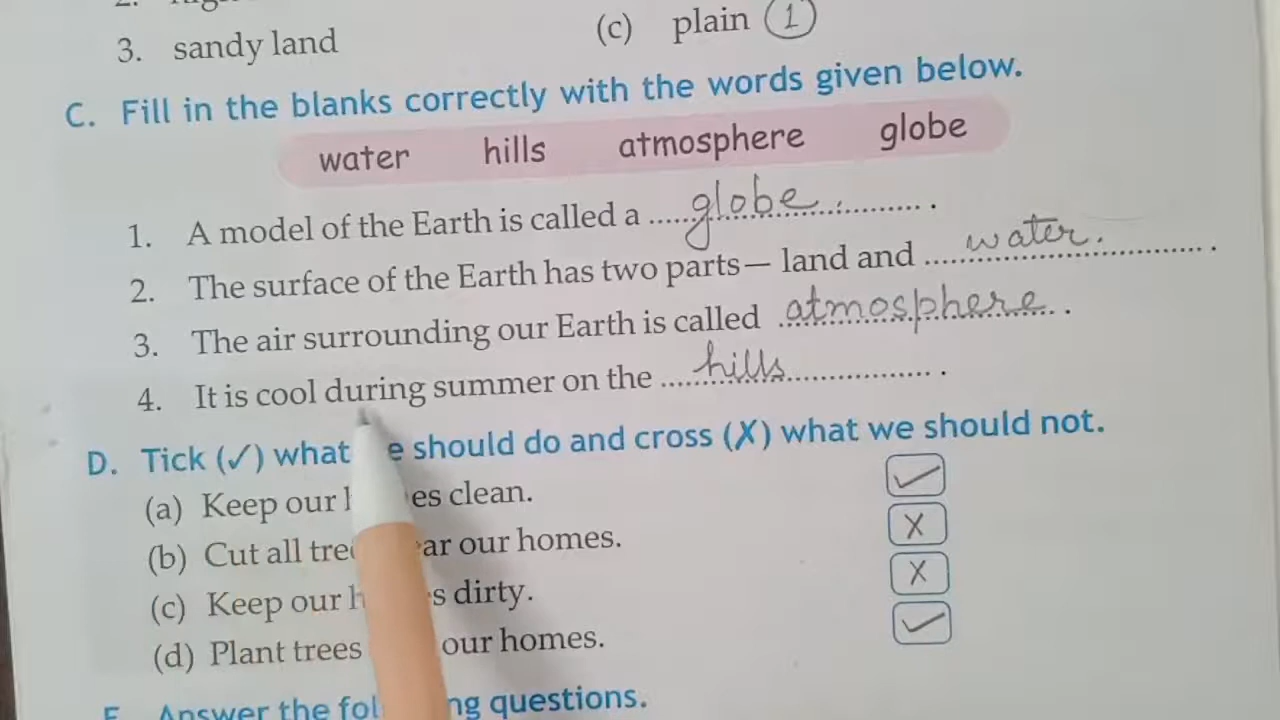 3. sandy land (c) plain 1
C. Fill in the blanks correctly with the words given below.
water hills atmosphere globe
1. A model of the Earth is called a ..... globe ............ .
2. The surface of the Earth has two parts— land and ..... water. ............ .
3. The air surrounding our Earth is called atmosphere .
4. It is cool during summer on the ..... hills ............ .
D. Tick (✓) what should do and cross (✗) what we should not.
(a) Keep our clean. ✓
(b) Cut all our homes. X
(c) Keep our dirty. X
(d) Plant trees our homes. ✓
Answer the questions.